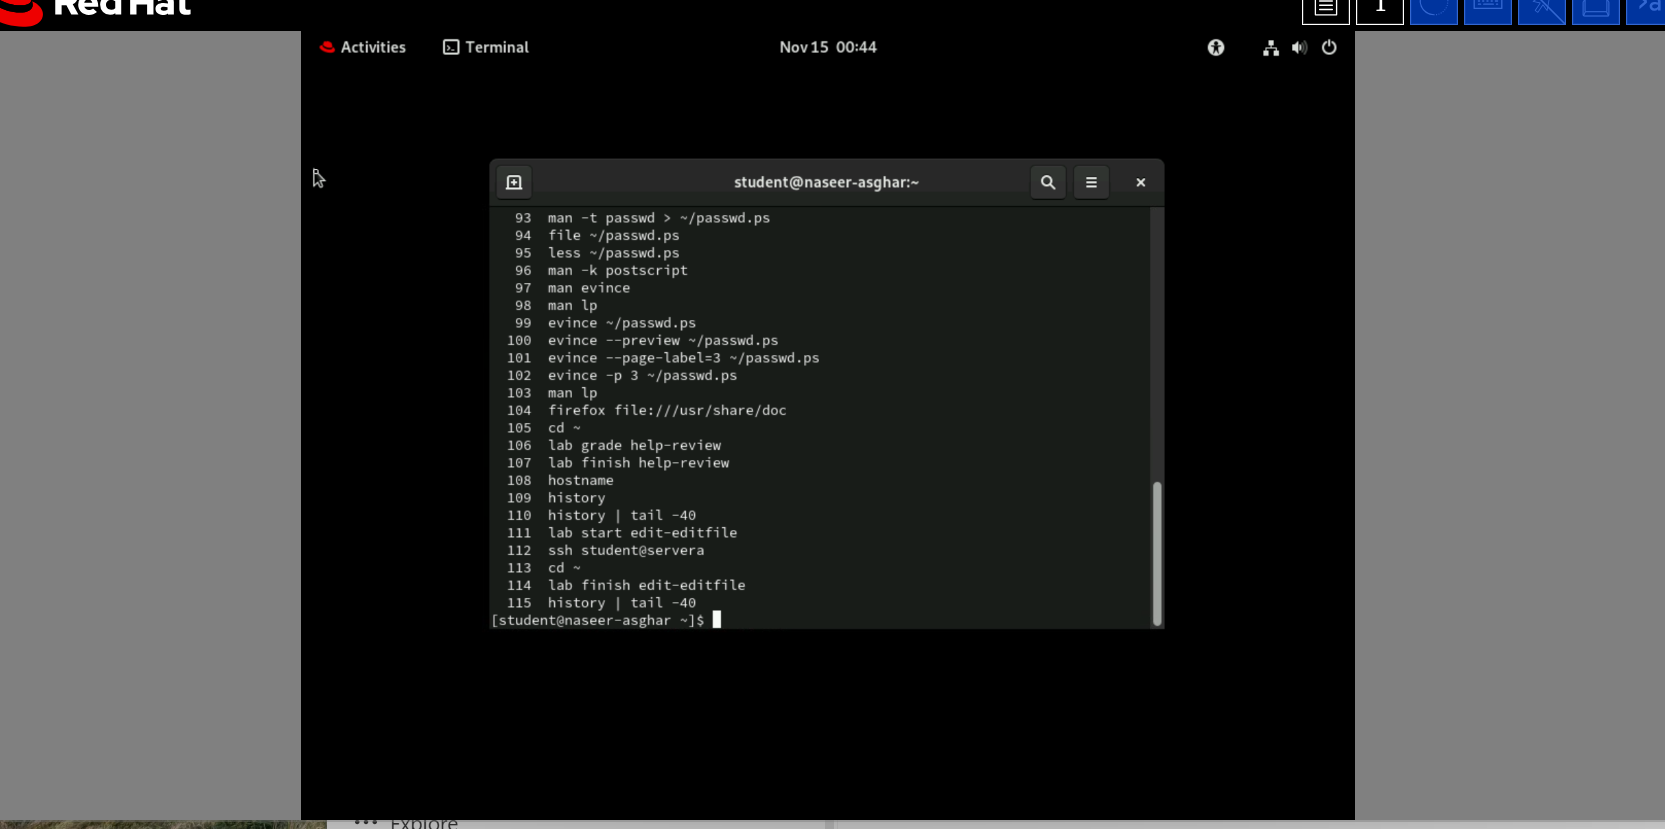 Red Hat
1
Activities Terminal Nov 15 00:44
student@naseer-asghar:~
93 man -t passwd > ~/passwd.ps
94 file ~/passwd.ps
95 less ~/passwd.ps
96 man -k postscript
97 man evince
98 man lp
99 evince ~/passwd.ps
100 evince --preview ~/passwd.ps
101 evince --page-label=3 ~/passwd.ps
102 evince -p 3 ~/passwd.ps
103 man lp
104 firefox file:///usr/share/doc
105 cd ~
106 lab grade help-review
107 lab finish help-review
108 hostname
109 history
110 history | tail -40
111 lab start edit-editfile
112 ssh student@servera
113 cd ~
114 lab finish edit-editfile
115 history | tail -40
[student@naseer-asghar ~]$
Explore